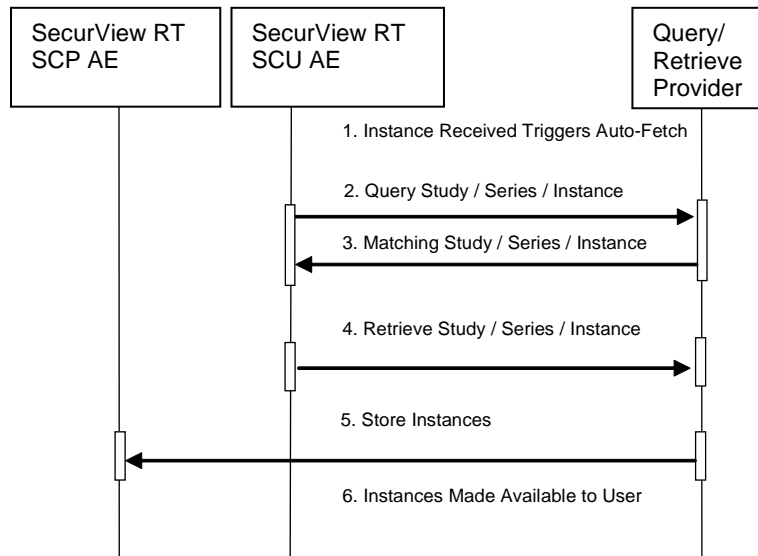 SecurView RT
SCP AE
SecurView RT
SCU AE
Query/
Retrieve
Provider
1. Instance Received Triggers Auto-Fetch
2. Query Study / Series / Instance
3. Matching Study / Series / Instance
4. Retrieve Study / Series / Instance
5. Store Instances
6. Instances Made Available to User